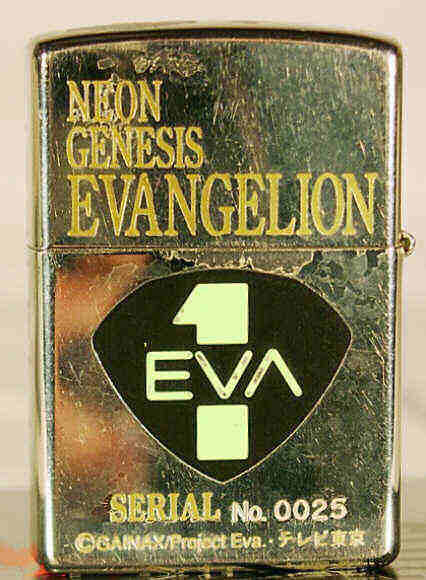 NEON
GENESIS
EVANGELION
1
EVA
SERIAL No. 0025
©GAINAX/Project Eva.・テレビ東京